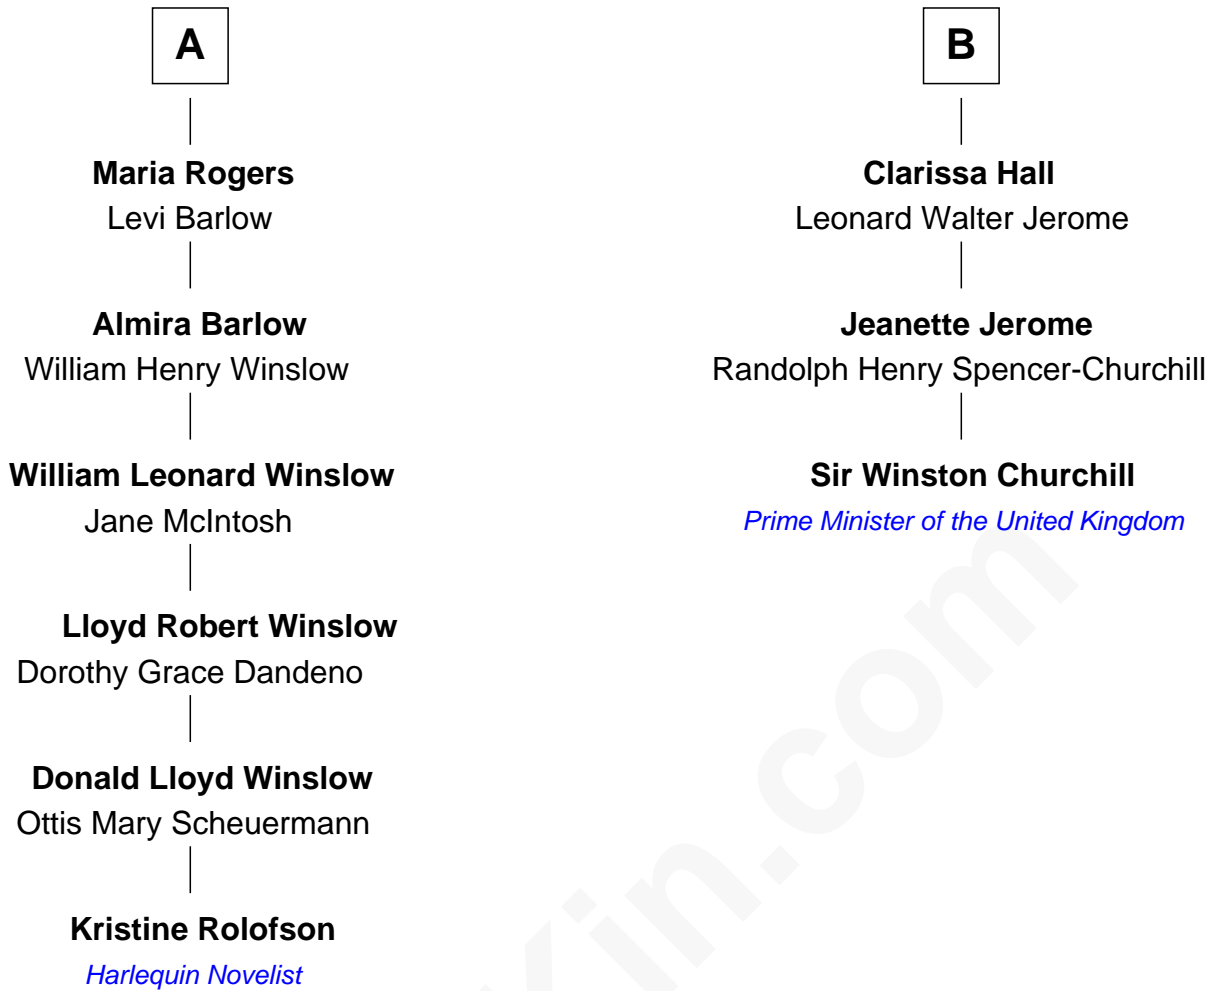 A
Maria Rogers
Levi Barlow
Almira Barlow
William Henry Winslow
William Leonard Winslow
Jane McIntosh
Lloyd Robert Winslow
Dorothy Grace Dandeno
Donald Lloyd Winslow
Ottis Mary Scheuermann
Kristine Rolofson
Harlequin Novelist
B
Clarissa Hall
Leonard Walter Jerome
Jeanette Jerome
Randolph Henry Spencer-Churchill
Sir Winston Churchill
Prime Minister of the United Kingdom
Kin.com